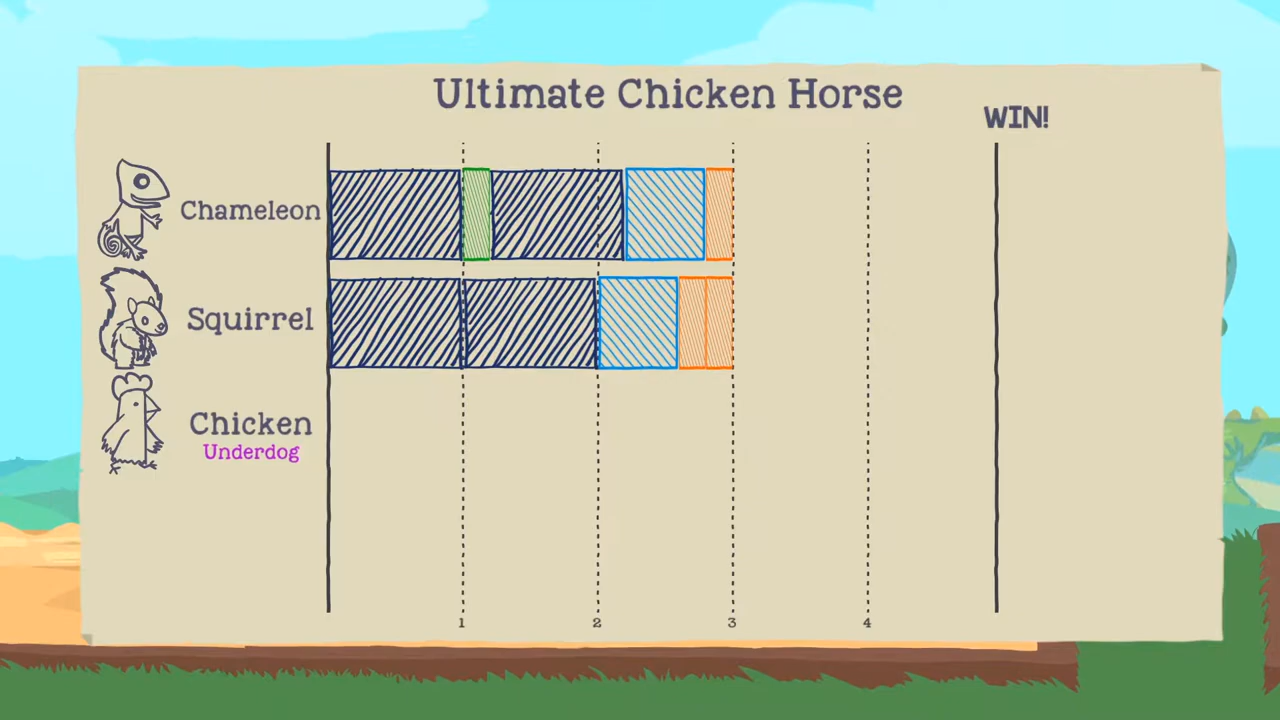 Ultimate Chicken Horse
WIN!
Chameleon
Squirrel
Chicken
Underdog
1 2 3 4